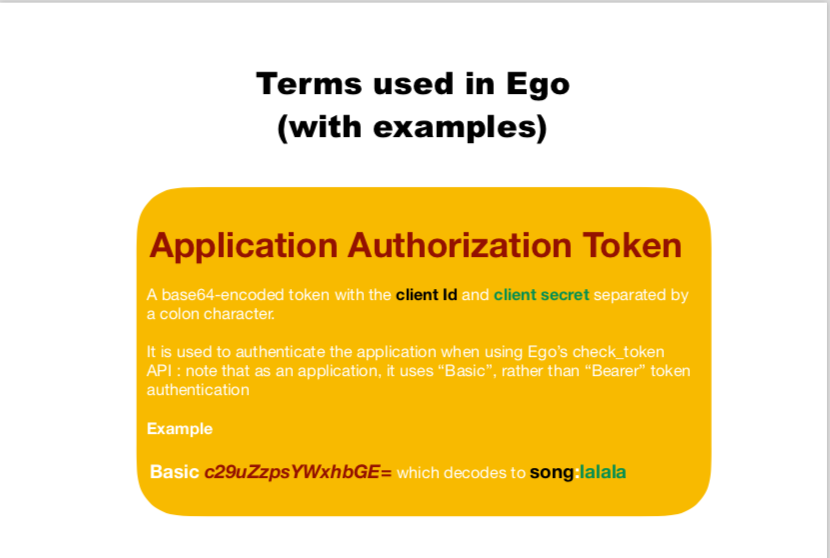 Terms used in Ego
(with examples)
Application Authorization Token
A base64-encoded token with the client Id and client secret separated by
a colon character.
It is used to authenticate the application when using Ego’s check_token
API : note that as an application, it uses “Basic”, rather than “Bearer” token
authentication
Example
Basic c29uZzpsYWxhbGE= which decodes to song:lalala